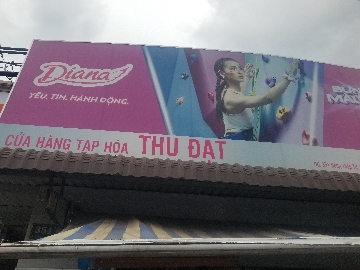 Diana
YÊU. TIN. HÀNH ĐỘNG.
CỬA HÀNG TẠP HÓA THU ĐẠT